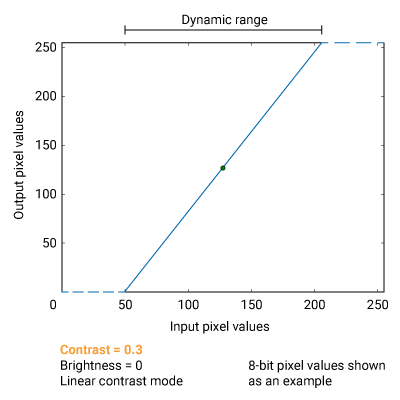 Dynamic range
250
200
150
100
50
Output pixel values
0 50 100 150 200 250
Input pixel values
Contrast = 0.3
Brightness = 0
Linear contrast mode
8-bit pixel values shown
as an example